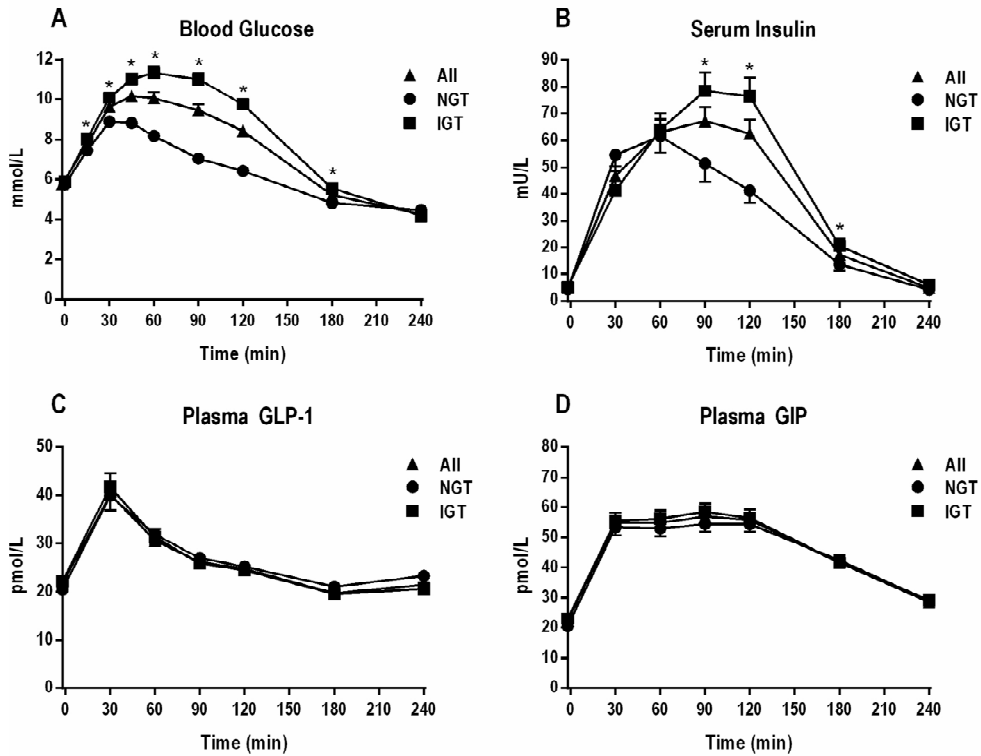 A
Blood Glucose
12
10
8
6
4
2
0
mmol/L
* * * * * * * *
All
NGT
IGT
0 30 60 90 120 150 180 210 240
Time (min)
B
Serum Insulin
90
80
70
60
50
40
30
20
10
0
mU/L
* * *
All
NGT
IGT
0 30 60 90 120 150 180 210 240
Time (min)
C
Plasma GLP-1
50
40
30
20
10
0
pmol/L
All
NGT
IGT
0 30 60 90 120 150 180 210 240
Time (min)
D
Plasma GIP
80
70
60
50
40
30
20
10
0
pmol/L
All
NGT
IGT
0 30 60 90 120 150 180 210 240
Time (min)